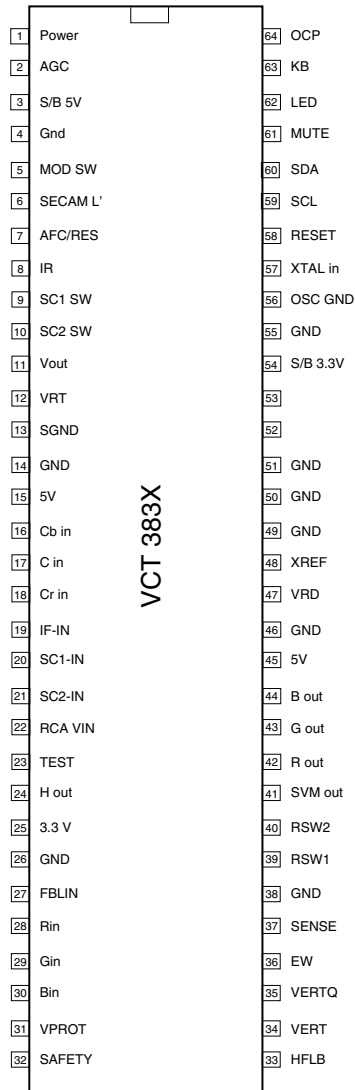 1 Power 64 OCP
2 AGC 63 KB
3 S/B 5V 62 LED
4 Gnd 61 MUTE
5 MOD SW 60 SDA
6 SECAM L' 59 SCL
7 AFC/RES 58 RESET
8 IR 57 XTAL in
9 SC1 SW 56 OSC GND
10 SC2 SW 55 GND
11 Vout 54 S/B 3.3V
12 VRT 53
13 SGND 52
14 GND 51 GND
15 5V 50 GND
16 Cb in 49 GND
17 C in 48 XREF
18 Cr in 47 VRD
19 IF-IN 46 GND
20 SC1-IN 45 5V
21 SC2-IN 44 B out
22 RCA VIN 43 G out
23 TEST 42 R out
24 H out 41 SVM out
25 3.3 V 40 RSW2
26 GND 39 RSW1
27 FBLIN 38 GND
28 Rin 37 SENSE
29 Gin 36 EW
30 Bin 35 VERTQ
31 VPROT 34 VERT
32 SAFETY 33 HFLB
VCT 383X